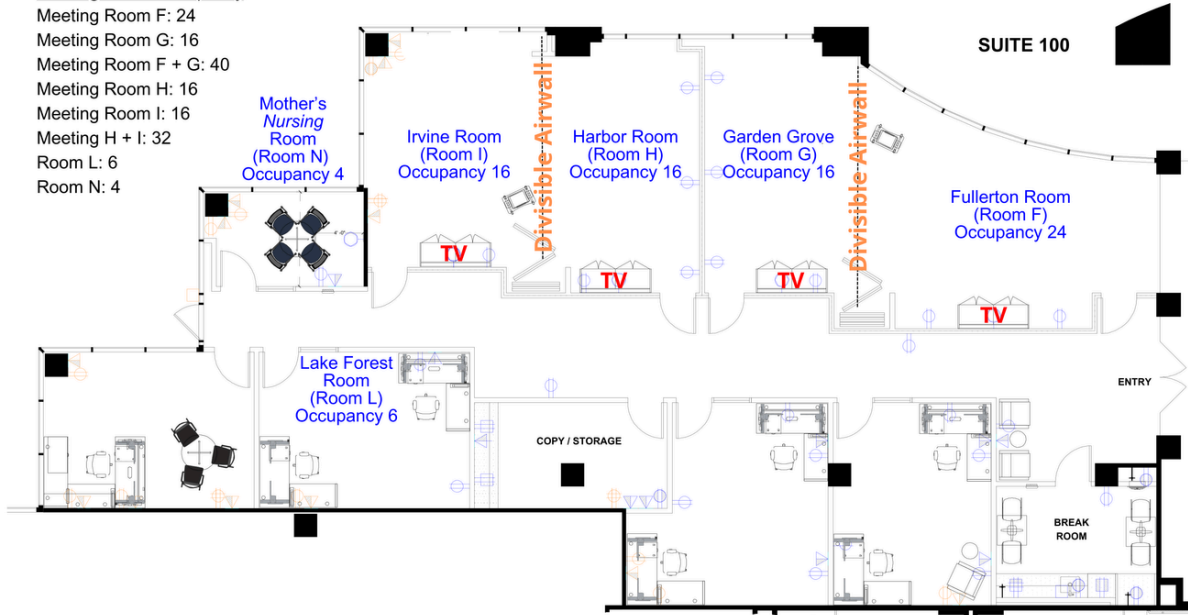 Meeting Room F: 24
Meeting Room G: 16
Meeting Room F + G: 40
Meeting Room H: 16
Meeting Room I: 16
Meeting H + I: 32
Room L: 6
Room N: 4
SUITE 100
Mother's
Nursing
Room
(Room N)
Occupancy 4
Irvine Room
(Room I)
Occupancy 16
Divisible Airwall
Harbor Room
(Room H)
Occupancy 16
Garden Grove
(Room G)
Occupancy 16
Divisible Airwall
Fullerton Room
(Room F)
Occupancy 24
TV
TV
TV
TV
Lake Forest
Room
(Room L)
Occupancy 6
ENTRY
COPY / STORAGE
BREAK
ROOM